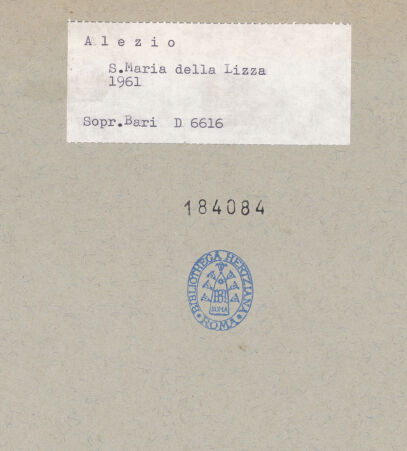 Alezio
S.Maria della Lizza
1961
Sopr.Bari D 6616
184084
BIBLIOTHECA HERTZIANA
ROMA